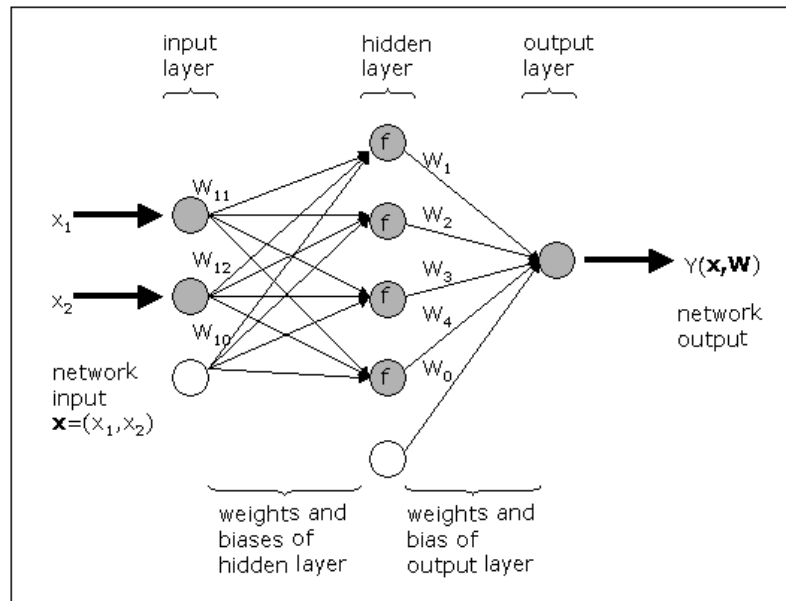 input
layer
hidden
layer
output
layer
f
f
f
f
W11
W12
W10
W1
W2
W3
W4
W0
x1
x2
Y(x,W)
network
output
network
input
x=(x1,x2)
weights and
biases of
hidden layer
weights and
bias of
output layer